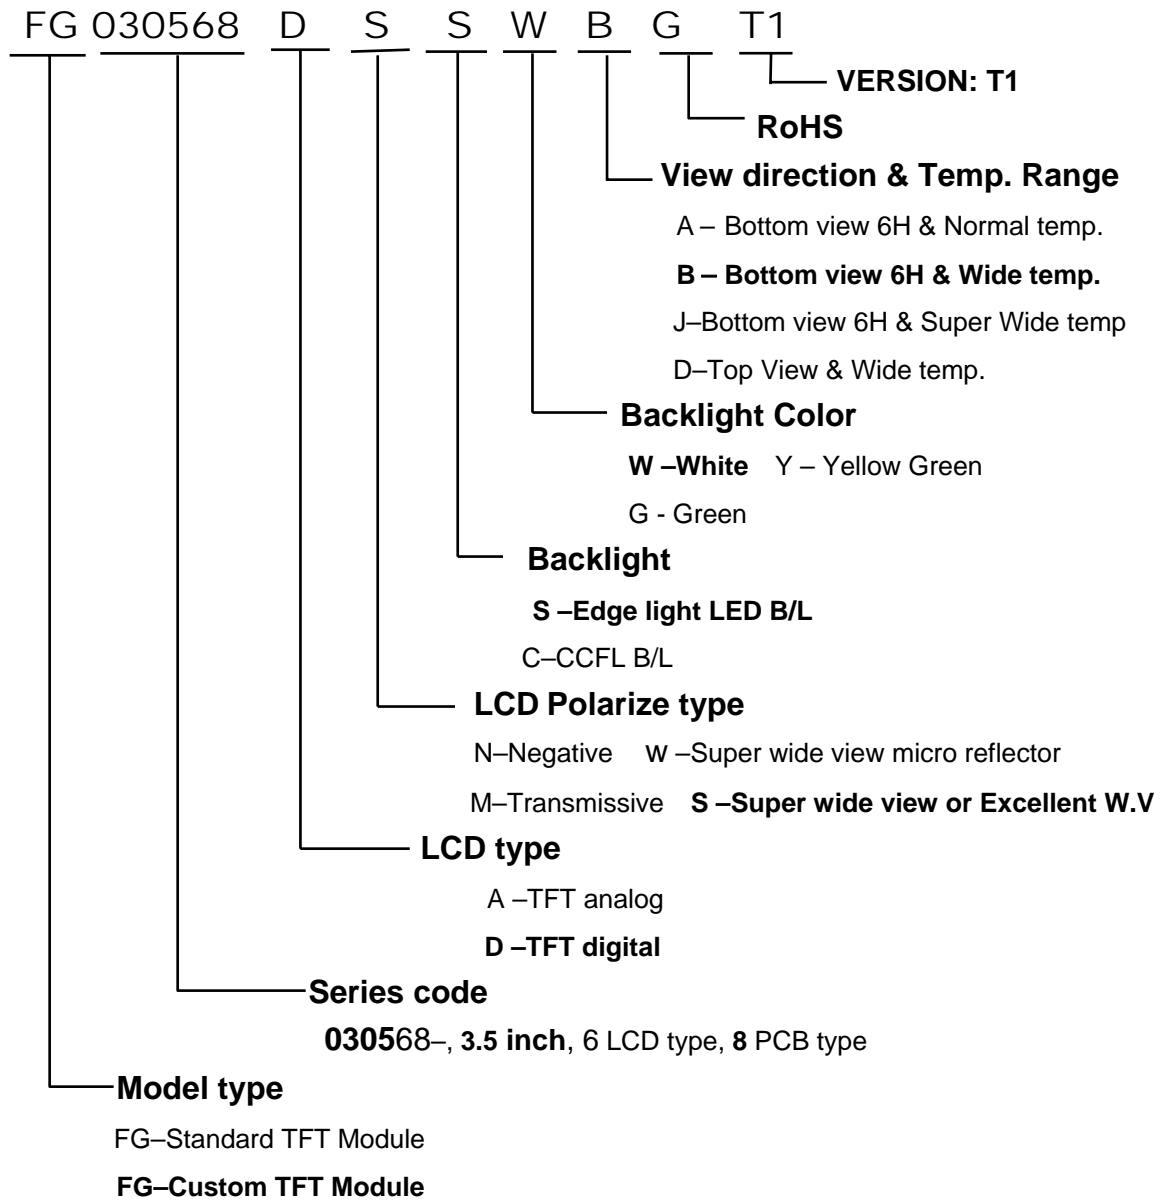 FG 030568 D S S W B G T1
VERSION: T1
RoHS
View direction & Temp. Range
A – Bottom view 6H & Normal temp.
B – Bottom view 6H & Wide temp.
J–Bottom view 6H & Super Wide temp
D–Top View & Wide temp.
Backlight Color
W –White Y – Yellow Green
G - Green
Backlight
S –Edge light LED B/L
C–CCFL B/L
LCD Polarize type
N–Negative W –Super wide view micro reflector
M–Transmissive S –Super wide view or Excellent W.V
LCD type
A –TFT analog
D –TFT digital
Series code
030568–, 3.5 inch, 6 LCD type, 8 PCB type
Model type
FG–Standard TFT Module
FG–Custom TFT Module